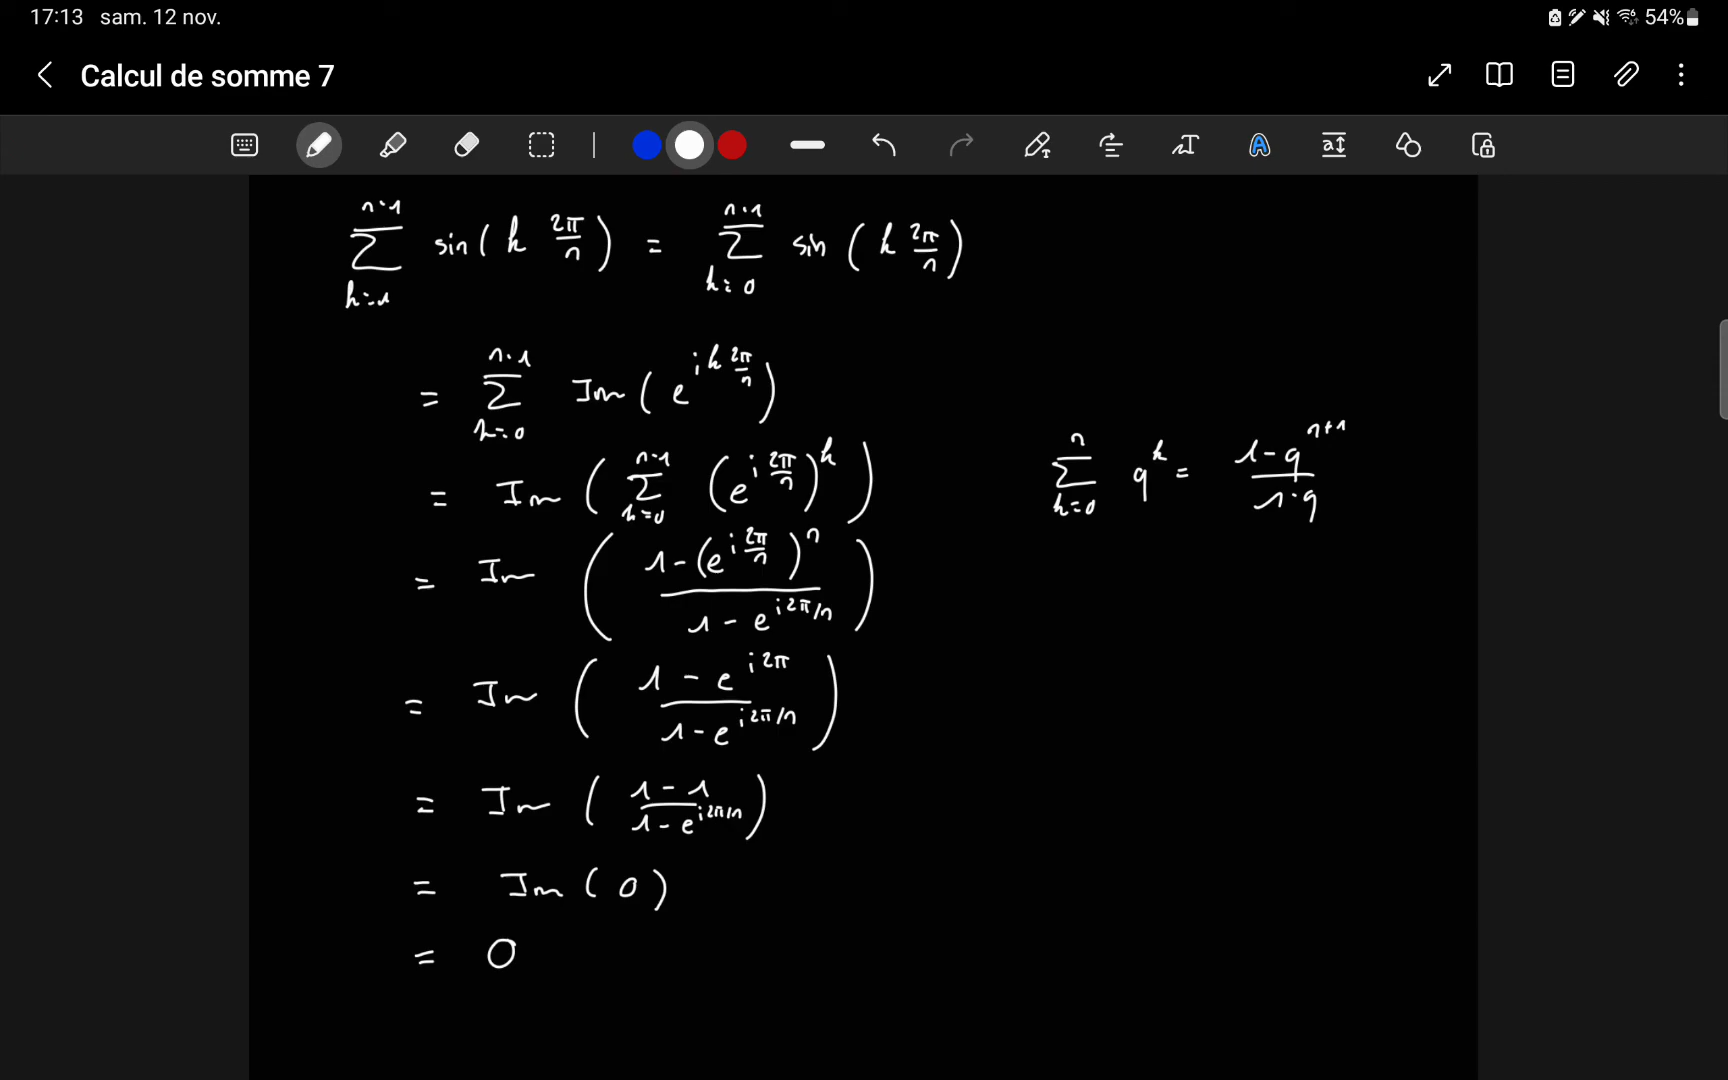 17:13 sam. 12 nov. 54%
Calcul de somme 7
∑_{k=1}^{n-1} sin(k 2π/n) = ∑_{k=0}^{n-1} sin(k 2π/n)
= ∑_{k=0}^{n-1} Im(e^{ik 2π/n})
= Im(∑_{k=0}^{n-1} (e^{i 2π/n})^k)
∑_{k=0}^{n} q^k = (1-q^{n+1})/(1-q)
= Im((1-(e^{i 2π/n})^n)/(1-e^{i2π/n}))
= Im((1-e^{i2π})/(1-e^{i2π/n}))
= Im((1-1)/(1-e^{i2π/n}))
= Im(0)
= 0